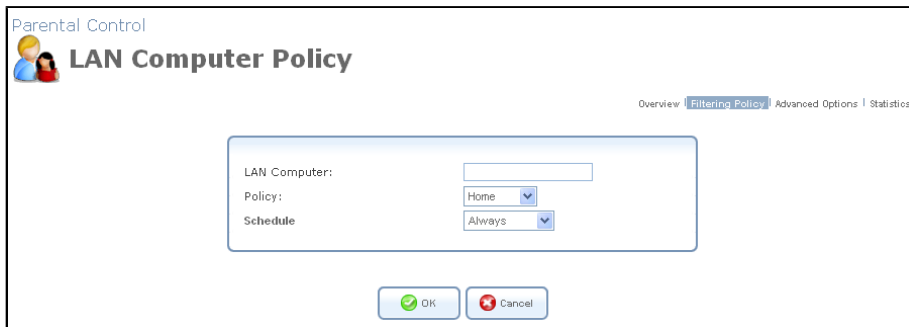 Parental Control
LAN Computer Policy
Overview | Filtering Policy | Advanced Options | Statistics
LAN Computer:
Policy: Home
Schedule Always
OK Cancel